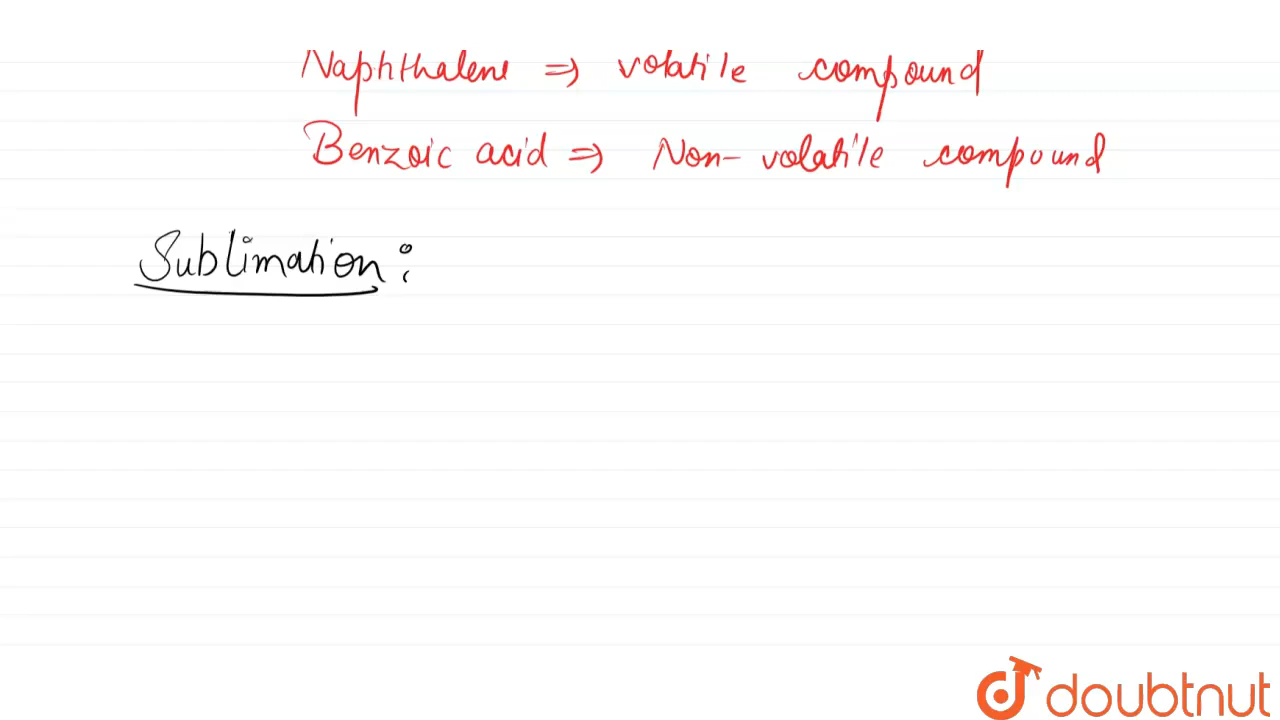 Naphthalene ⇒ volatile compound
Benzoic acid ⇒ Non-volatile compound
Sublimation:
doubtnut